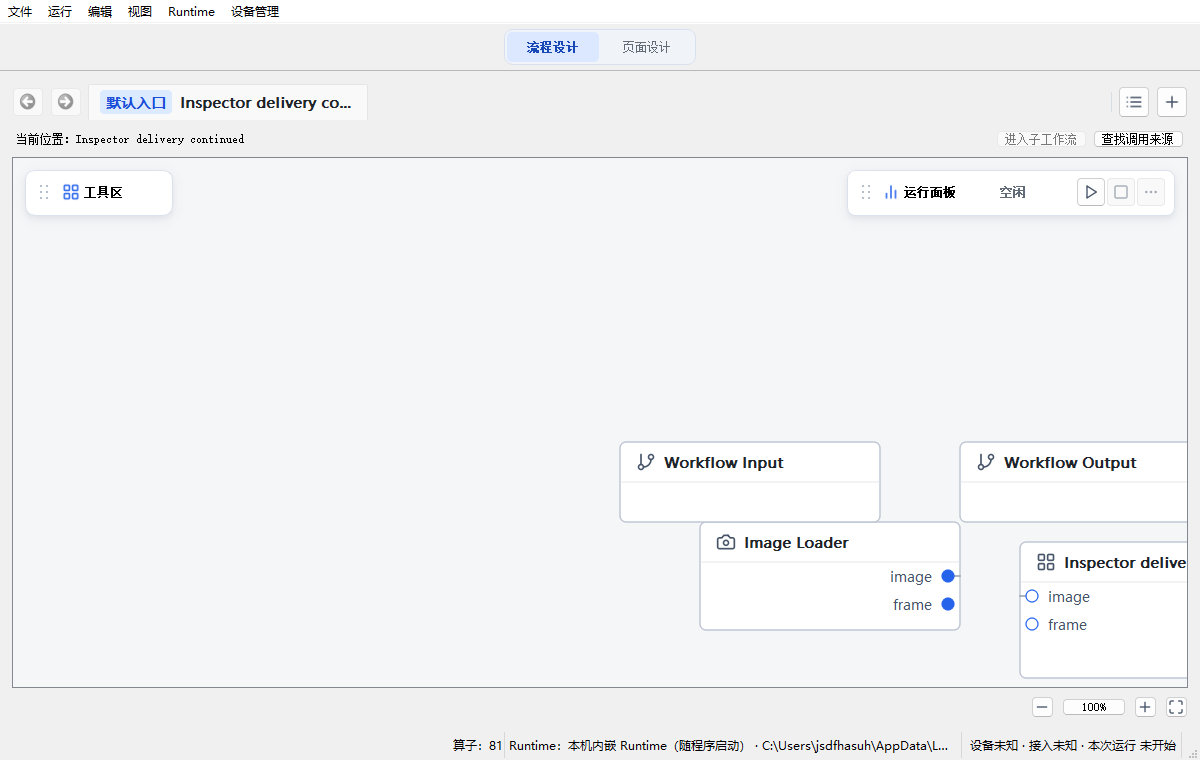 文件 运行 编辑 视图 Runtime 设备管理
流程设计 页面设计
默认入口 Inspector delivery co...
当前位置：Inspector delivery continued 进入子工作流 查找调用来源
工具区 运行面板 空闲
Workflow Input Workflow Output
Image Loader
image
frame
Inspector delive
image
frame
100%
算子：81 Runtime：本机内嵌 Runtime（随程序启动） · C:\Users\jsdfhasuh\AppData\L... 设备未知 · 接入未知 · 本次运行 未开始